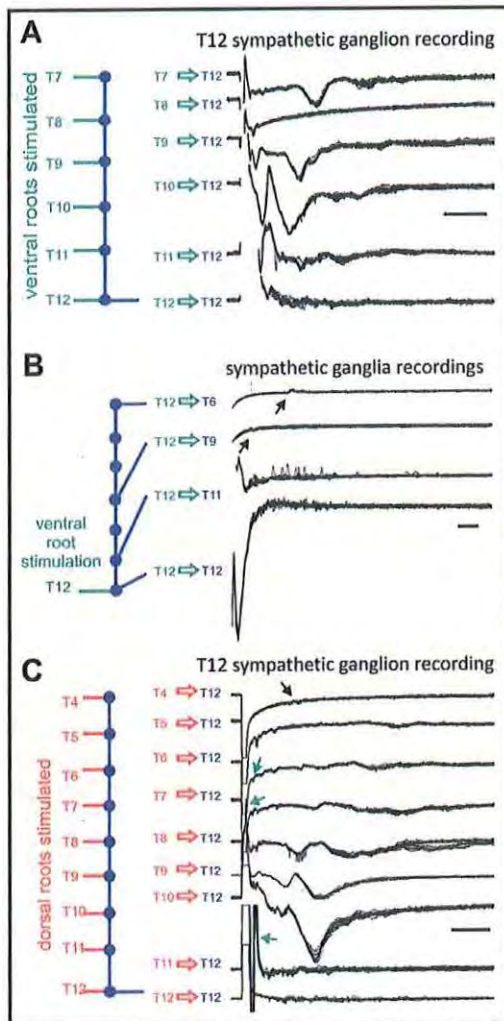 A
T12 sympathetic ganglion recording
ventral roots stimulated
T7
T8
T9
T10
T11
T12
T7 ⇨ T12
T8 ⇨ T12
T9 ⇨ T12
T10 ⇨ T12
T11 ⇨ T12
T12 ⇨ T12
B
sympathetic ganglia recordings
ventral
root
stimulation
T12
T12 ⇨ T6
T12 ⇨ T9
T12 ⇨ T11
T12 ⇨ T12
C
T12 sympathetic ganglion recording
dorsal roots stimulated
T4
T5
T6
T7
T8
T9
T10
T11
T12
T4 ⇨ T12
T5 ⇨ T12
T6 ⇨ T12
T7 ⇨ T12
T8 ⇨ T12
T9 ⇨ T12
T10 ⇨ T12
T11 ⇨ T12
T12 ⇨ T12